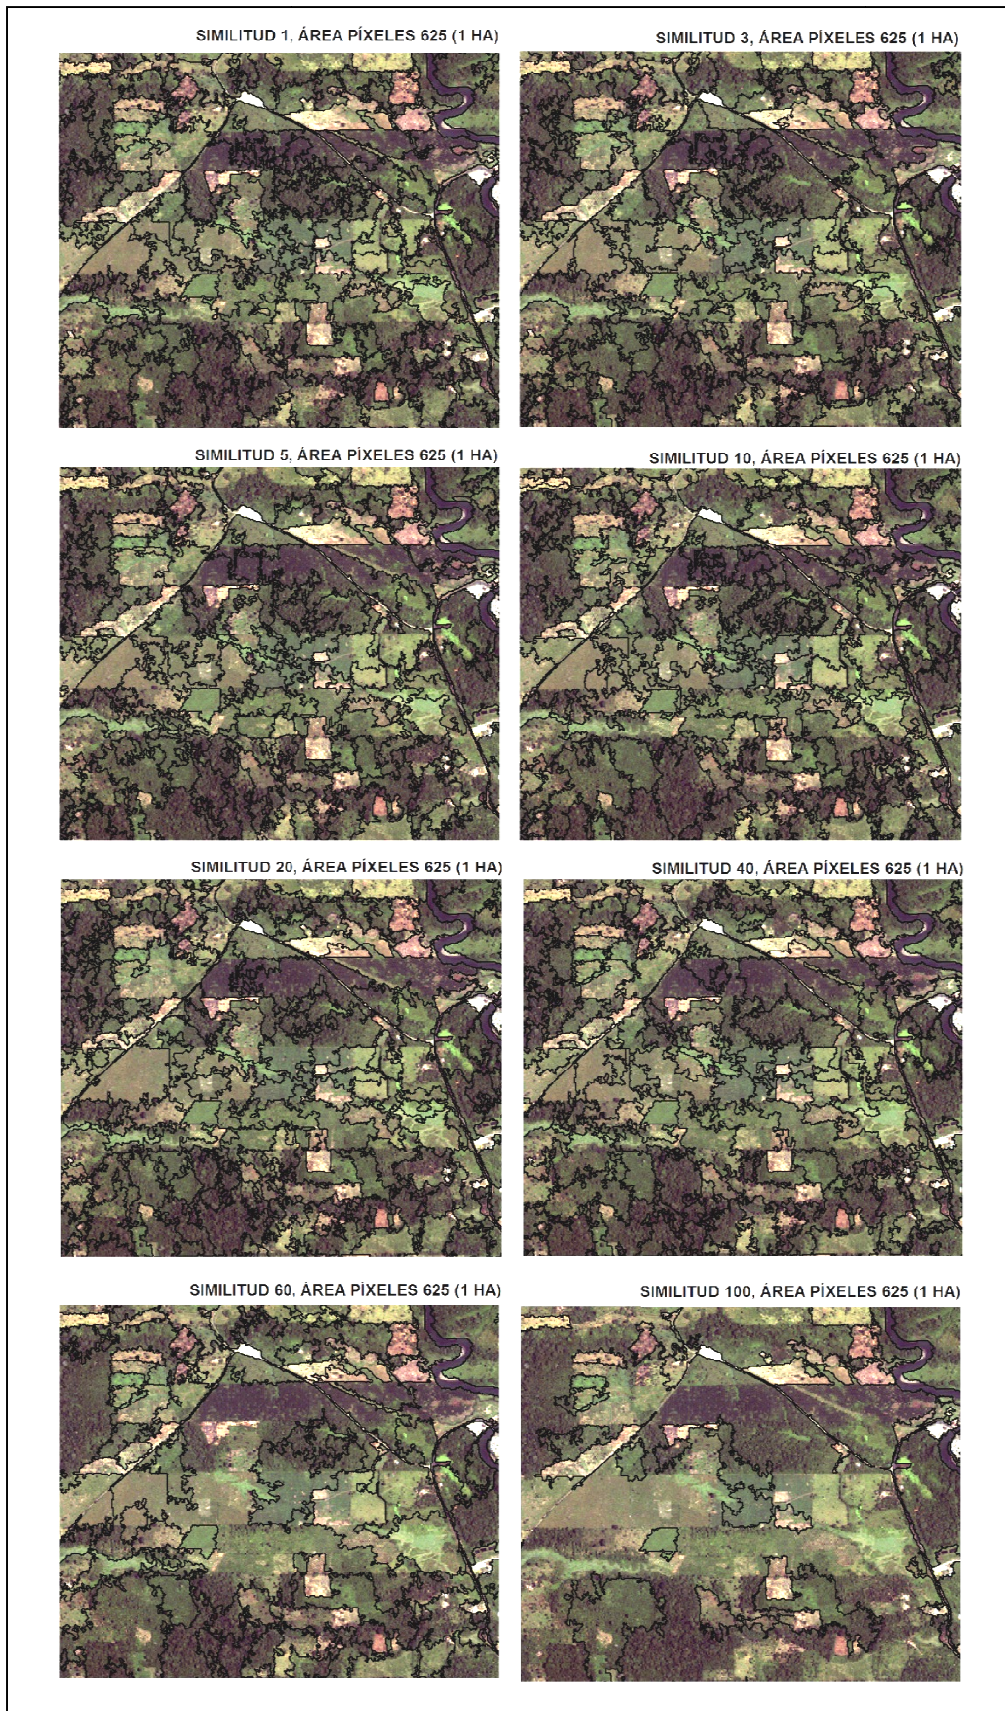 SIMILITUD 1, ÁREA PÍXELES 625 (1 HA)
SIMILITUD 3, ÁREA PÍXELES 625 (1 HA)
SIMILITUD 5, ÁREA PÍXELES 625 (1 HA)
SIMILITUD 10, ÁREA PÍXELES 625 (1 HA)
SIMILITUD 20, ÁREA PÍXELES 625 (1 HA)
SIMILITUD 40, ÁREA PÍXELES 625 (1 HA)
SIMILITUD 60, ÁREA PÍXELES 625 (1 HA)
SIMILITUD 100, ÁREA PÍXELES 625 (1 HA)